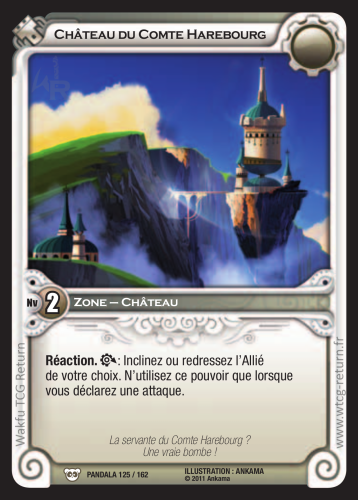 Château du Comte Harebourg
Nv 2 Zone – Château
Réaction. : Inclinez ou redressez l'Allié
de votre choix. N'utilisez ce pouvoir que lorsque
vous déclarez une attaque.
La servante du Comte Harebourg ?
Une vraie bombe !
PANDALA 125 / 162
ILLUSTRATION : ANKAMA
© 2011 Ankama
Wakfu TCG Return
www.wtcg-return.fr